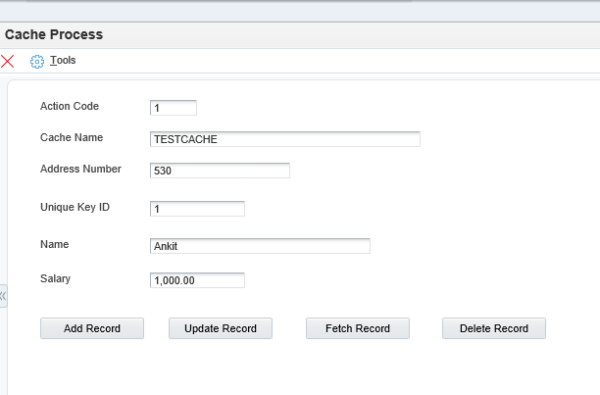 Cache Process
Tools
Action Code 1
Cache Name TESTCACHE
Address Number 530
Unique Key ID 1
Name Ankit
Salary 1,000.00
Add Record Update Record Fetch Record Delete Record